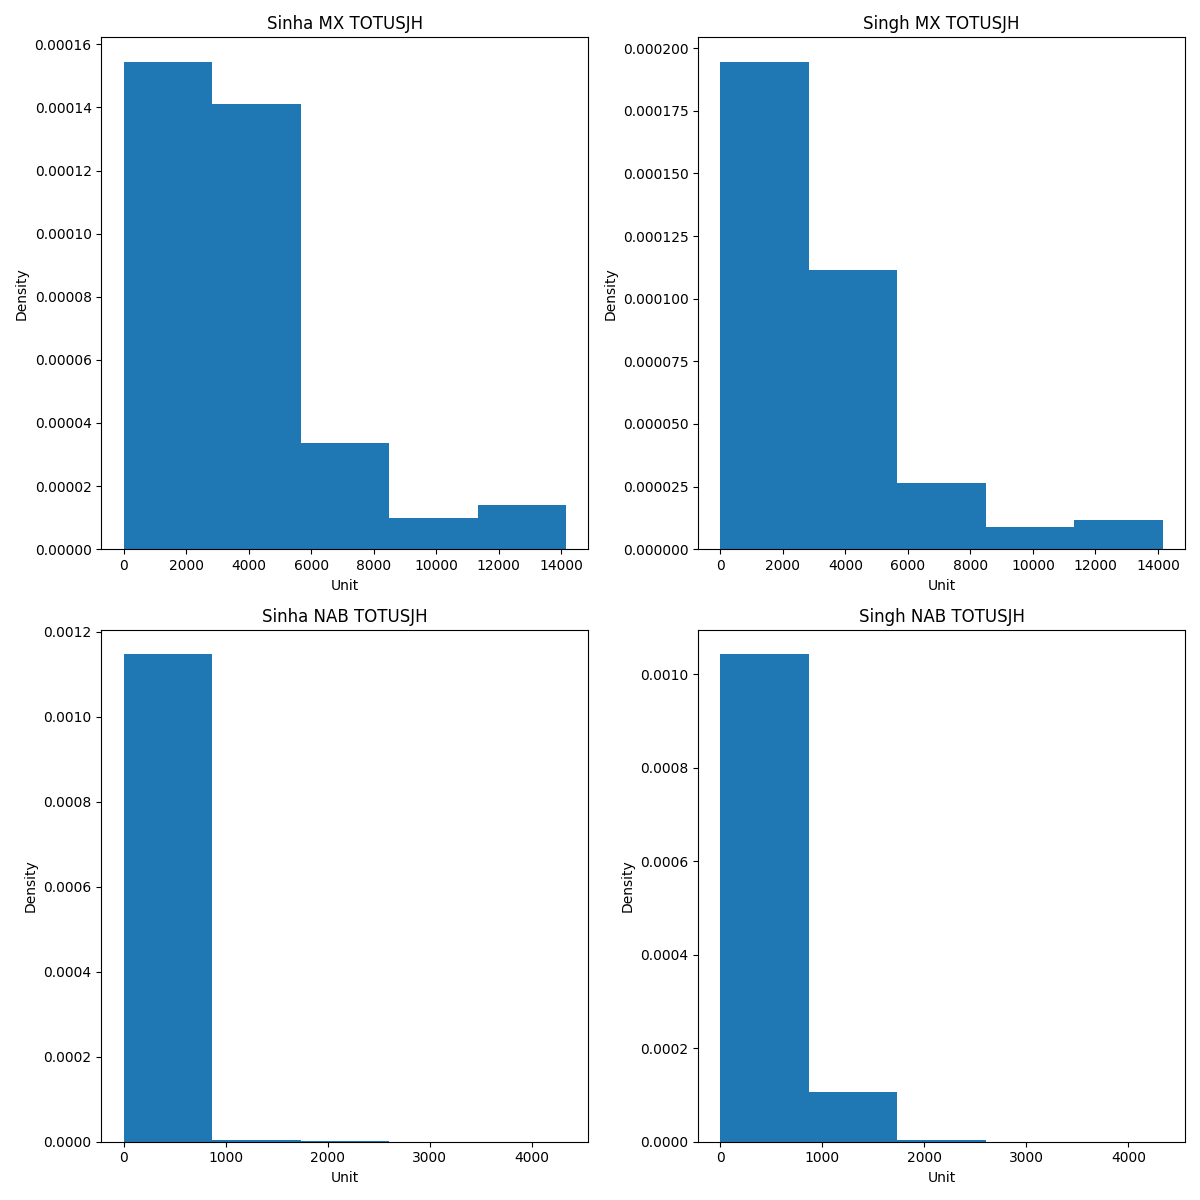 Sinha MX TOTUSJH
0.00016
0.00014
0.00012
0.00010
0.00008
0.00006
0.00004
0.00002
0.00000
Density
0 2000 4000 6000 8000 10000 12000 14000
Unit
Singh MX TOTUSJH
0.000200
0.000175
0.000150
0.000125
0.000100
0.000075
0.000050
0.000025
0.000000
Density
0 2000 4000 6000 8000 10000 12000 14000
Unit
Sinha NAB TOTUSJH
0.0012
0.0010
0.0008
0.0006
0.0004
0.0002
0.0000
Density
0 1000 2000 3000 4000
Unit
Singh NAB TOTUSJH
0.0010
0.0008
0.0006
0.0004
0.0002
0.0000
Density
0 1000 2000 3000 4000
Unit